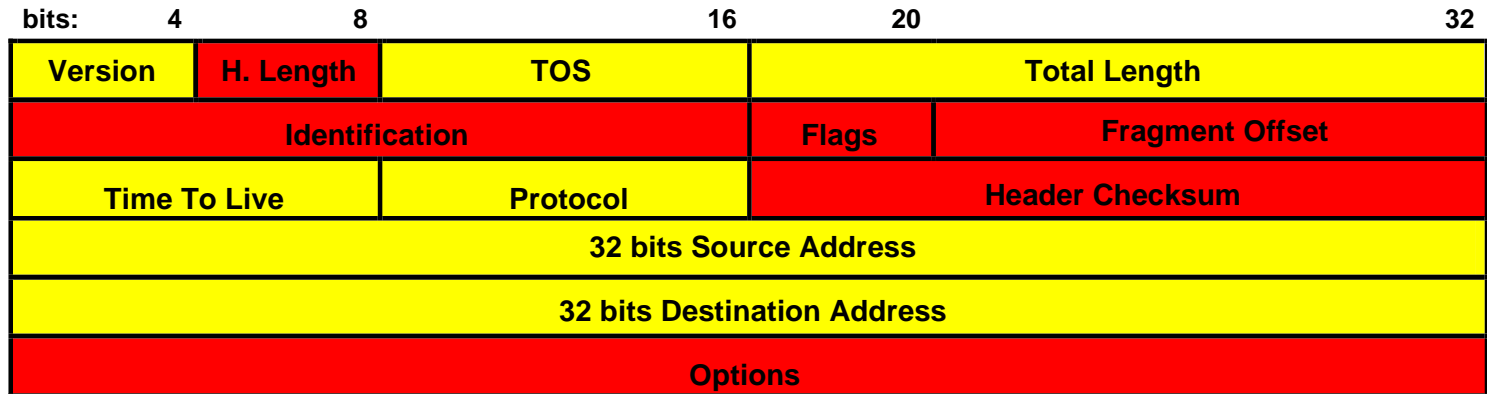 bits: 4 8 16 20 32
Version H. Length TOS Total Length
Identification Flags Fragment Offset
Time To Live Protocol Header Checksum
32 bits Source Address
32 bits Destination Address
Options